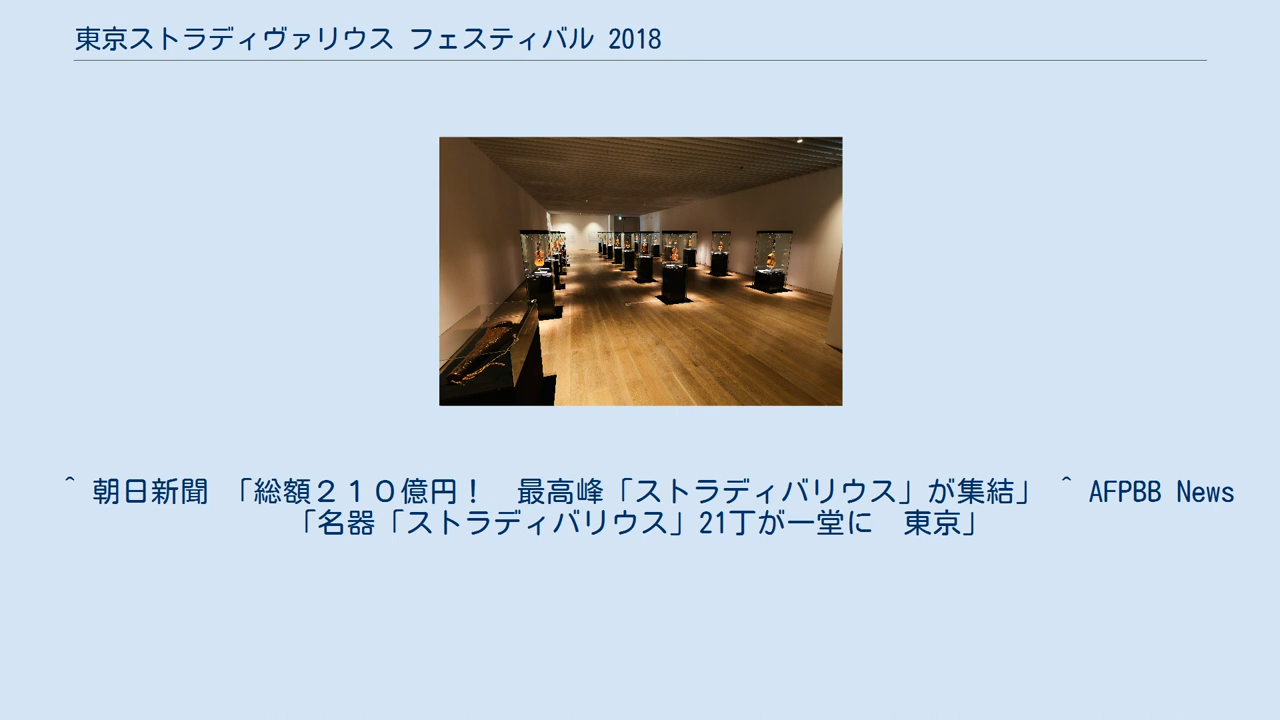 東京ストラディヴァリウス フェスティバル 2018
^ 朝日新聞 「総額２１０億円！　最高峰「ストラディバリウス」が集結」 ^ AFPBB News
「名器「ストラディバリウス」21丁が一堂に　東京」